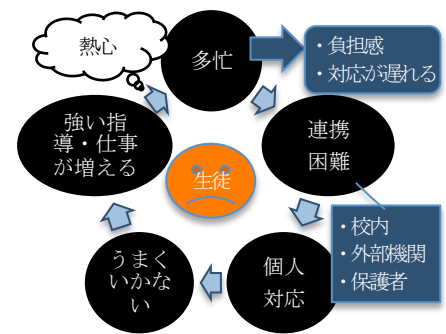 熱心
多忙
・負担感
・対応が遅れる
強い指
導・仕事
が増える
連携
困難
生徒
・校内
・外部機関
・保護者
うまく
いかな
い
個人
対応